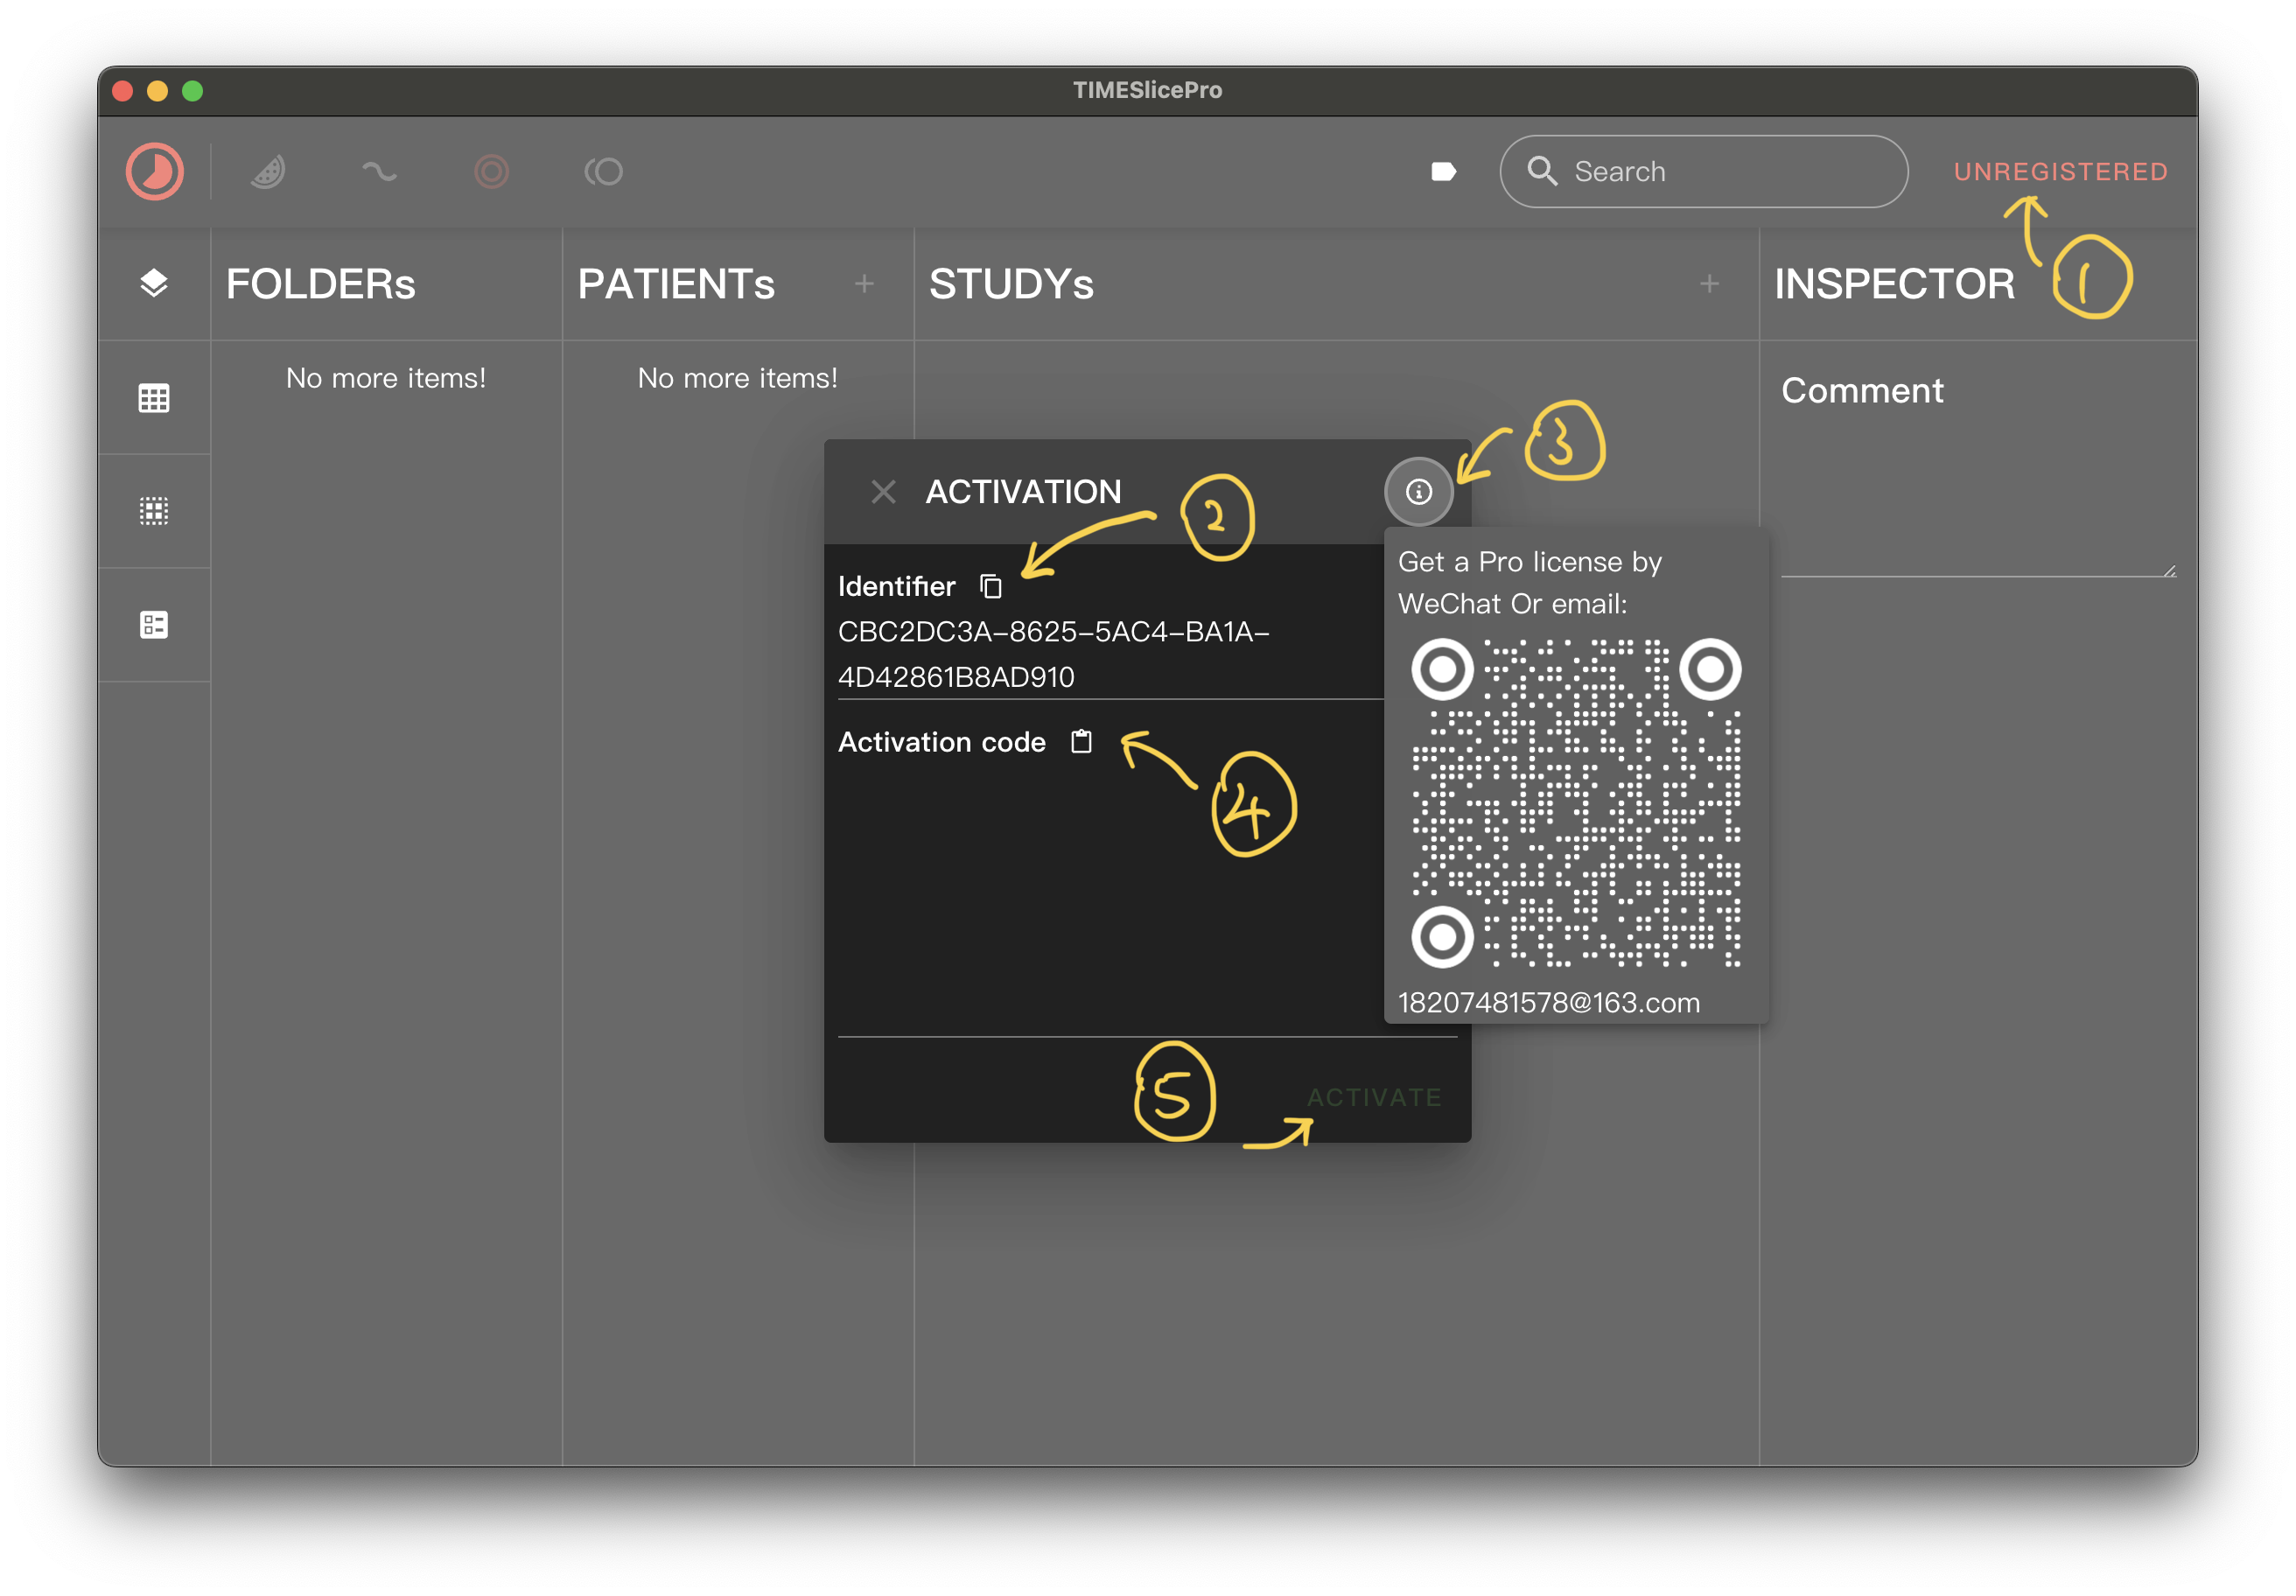 TIMESlicePro
Search
UNREGISTERED
1
FOLDERs
PATIENTs
STUDYs
INSPECTOR
No more items!
No more items!
Comment
3
ACTIVATION
2
Identifier
CBC2DC3A-8625-5AC4-BA1A-
4D42861B8AD910
Get a Pro license by
WeChat Or email:
Activation code
4
18207481578@163.com
5
ACTIVATE